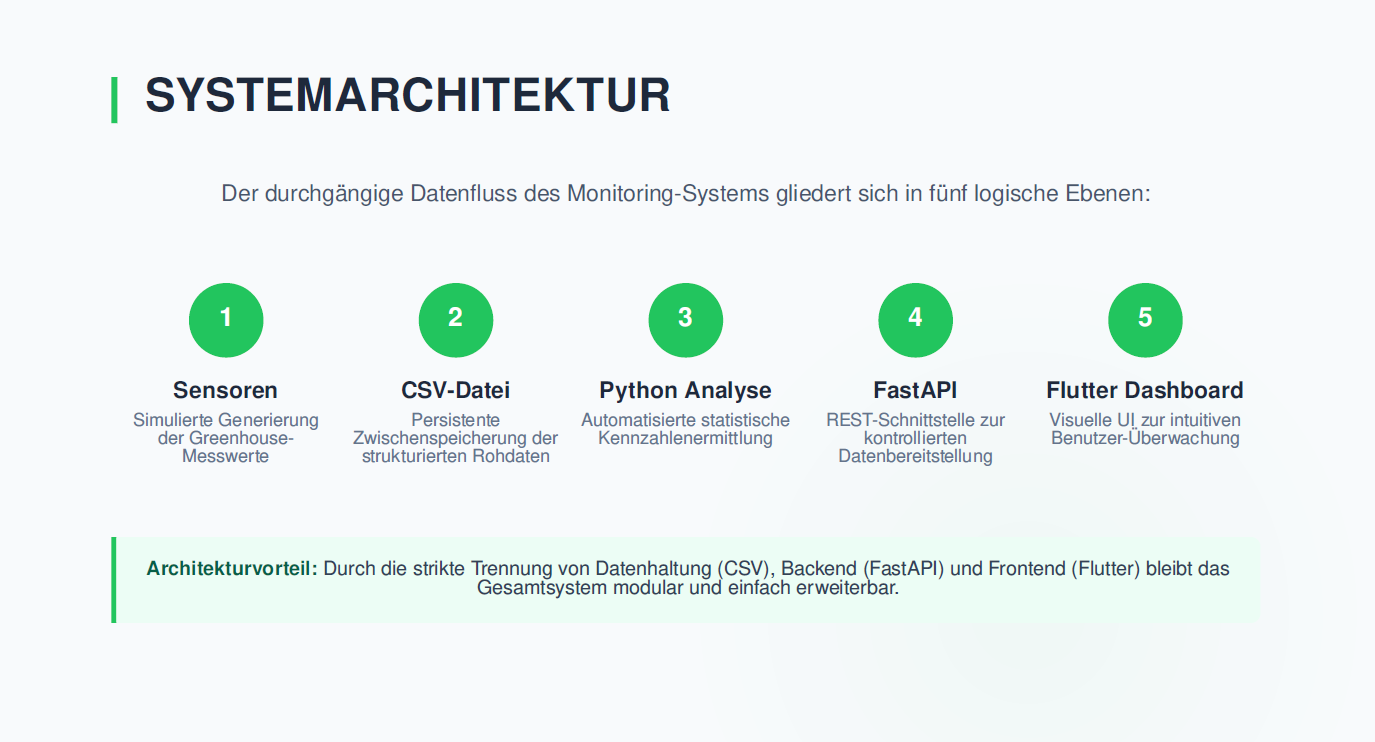 SYSTEMARCHITEKTUR
Der durchgängige Datenfluss des Monitoring-Systems gliedert sich in fünf logische Ebenen:
1
Sensoren
Simulierte Generierung
der Greenhouse-
Messwerte
2
CSV-Datei
Persistente
Zwischenspeicherung der
strukturierten Rohdaten
3
Python Analyse
Automatisierte statistische
Kennzahlenermittlung
4
FastAPI
REST-Schnittstelle zur
kontrollierten
Datenbereitstellung
5
Flutter Dashboard
Visuelle UI zur intuitiven
Benutzer-Überwachung
Architekturvorteil: Durch die strikte Trennung von Datenhaltung (CSV), Backend (FastAPI) und Frontend (Flutter) bleibt das
Gesamtsystem modular und einfach erweiterbar.